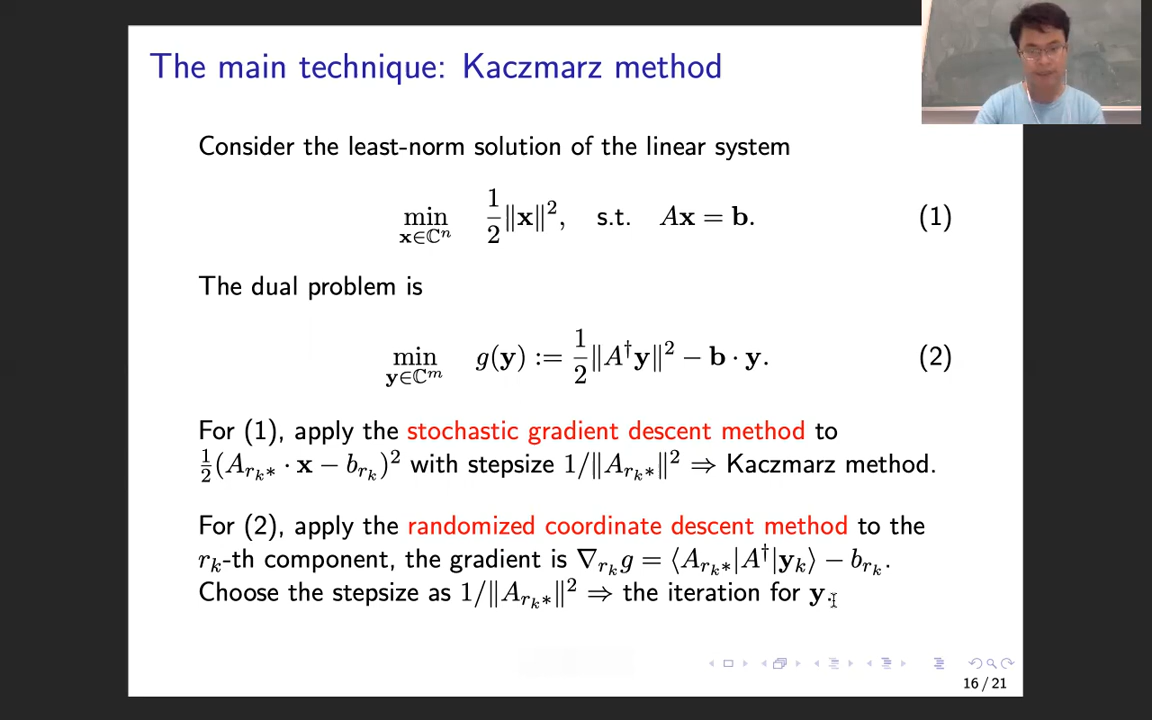 The main technique: Kaczmarz method
Consider the least-norm solution of the linear system
min x∈ℂⁿ 1/2 ‖x‖², s.t. Ax = b. (1)
The dual problem is
min y∈ℂᵐ g(y) := 1/2 ‖A†y‖² − b · y. (2)
For (1), apply the stochastic gradient descent method to
1/2 (A_{r_k*} · x − b_{r_k})² with stepsize 1/‖A_{r_k*}‖² ⇒ Kaczmarz method.
For (2), apply the randomized coordinate descent method to the
r_k-th component, the gradient is ∇_{r_k} g = ⟨A_{r_k*}|A†|y_k⟩ − b_{r_k}.
Choose the stepsize as 1/‖A_{r_k*}‖² ⇒ the iteration for y.
16 / 21